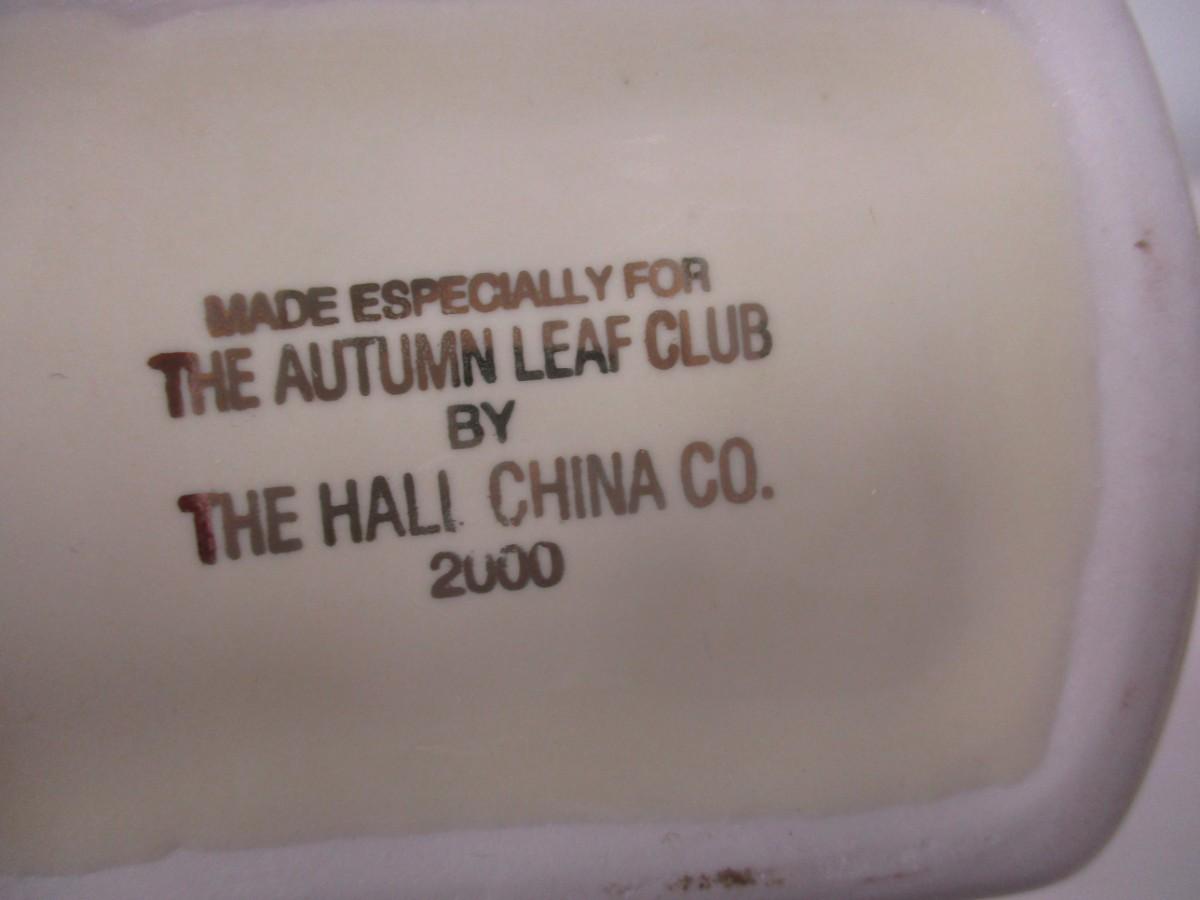 MADE ESPECIALLY FOR
THE AUTUMN LEAF CLUB
BY
THE HALL CHINA CO.
2000